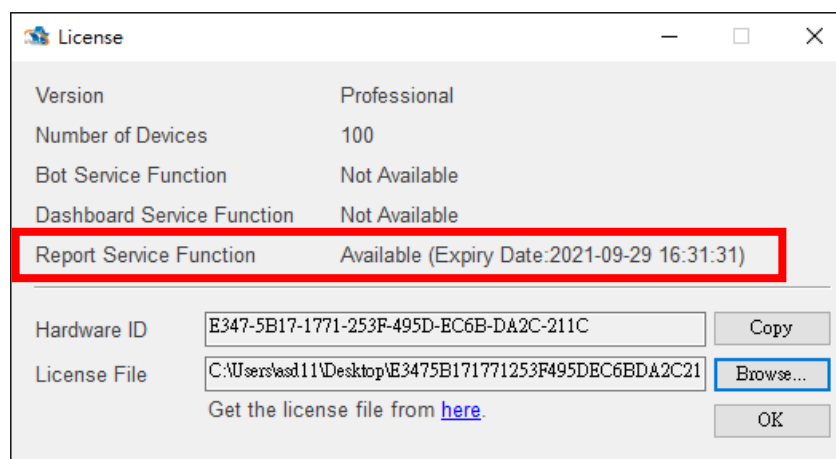 License
Version Professional
Number of Devices 100
Bot Service Function Not Available
Dashboard Service Function Not Available
Report Service Function Available (Expiry Date:2021-09-29 16:31:31)
Hardware ID E347-5B17-1771-253F-495D-EC6B-DA2C-211C Copy
License File C:\Users\asd11\Desktop\E3475B171771253F495DEC6BDA2C21 Browse...
Get the license file from here.
OK